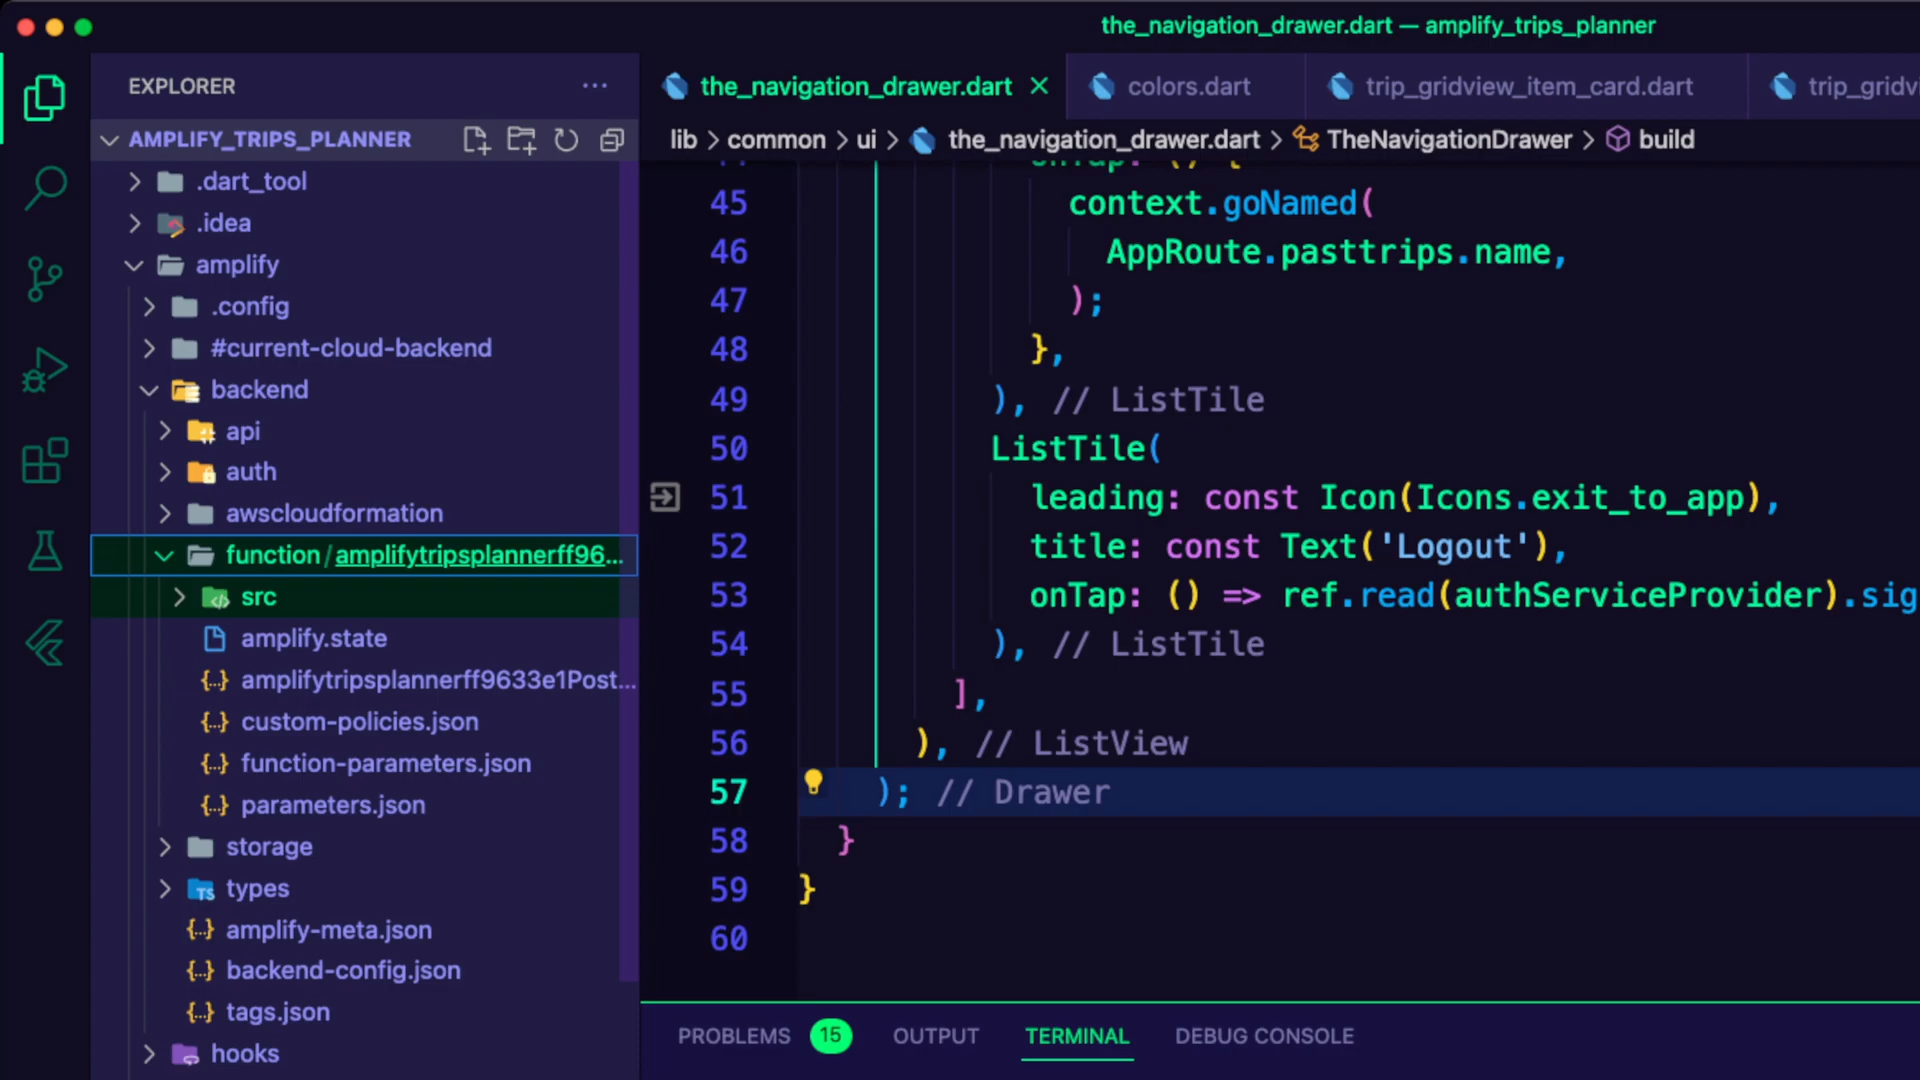 the_navigation_drawer.dart — amplify_trips_planner
EXPLORER
AMPLIFY_TRIPS_PLANNER
.dart_tool
.idea
amplify
.config
#current-cloud-backend
backend
api
auth
awscloudformation
function/amplifytripsplannerff96...
src
amplify.state
amplifytripsplannerff9633e1Post...
custom-policies.json
function-parameters.json
parameters.json
storage
types
amplify-meta.json
backend-config.json
tags.json
hooks
the_navigation_drawer.dart
colors.dart
trip_gridview_item_card.dart
trip_gridvi
lib > common > ui > the_navigation_drawer.dart > TheNavigationDrawer > build
44 onTap: () {
45 context.goNamed(
46 AppRoute.pasttrips.name,
47 );
48 },
49 ), // ListTile
50 ListTile(
51 leading: const Icon(Icons.exit_to_app),
52 title: const Text('Logout'),
53 onTap: () => ref.read(authServiceProvider).sig
54 ), // ListTile
55 ],
56 ), // ListView
57 ); // Drawer
58 }
59 }
60
PROBLEMS 15 OUTPUT TERMINAL DEBUG CONSOLE